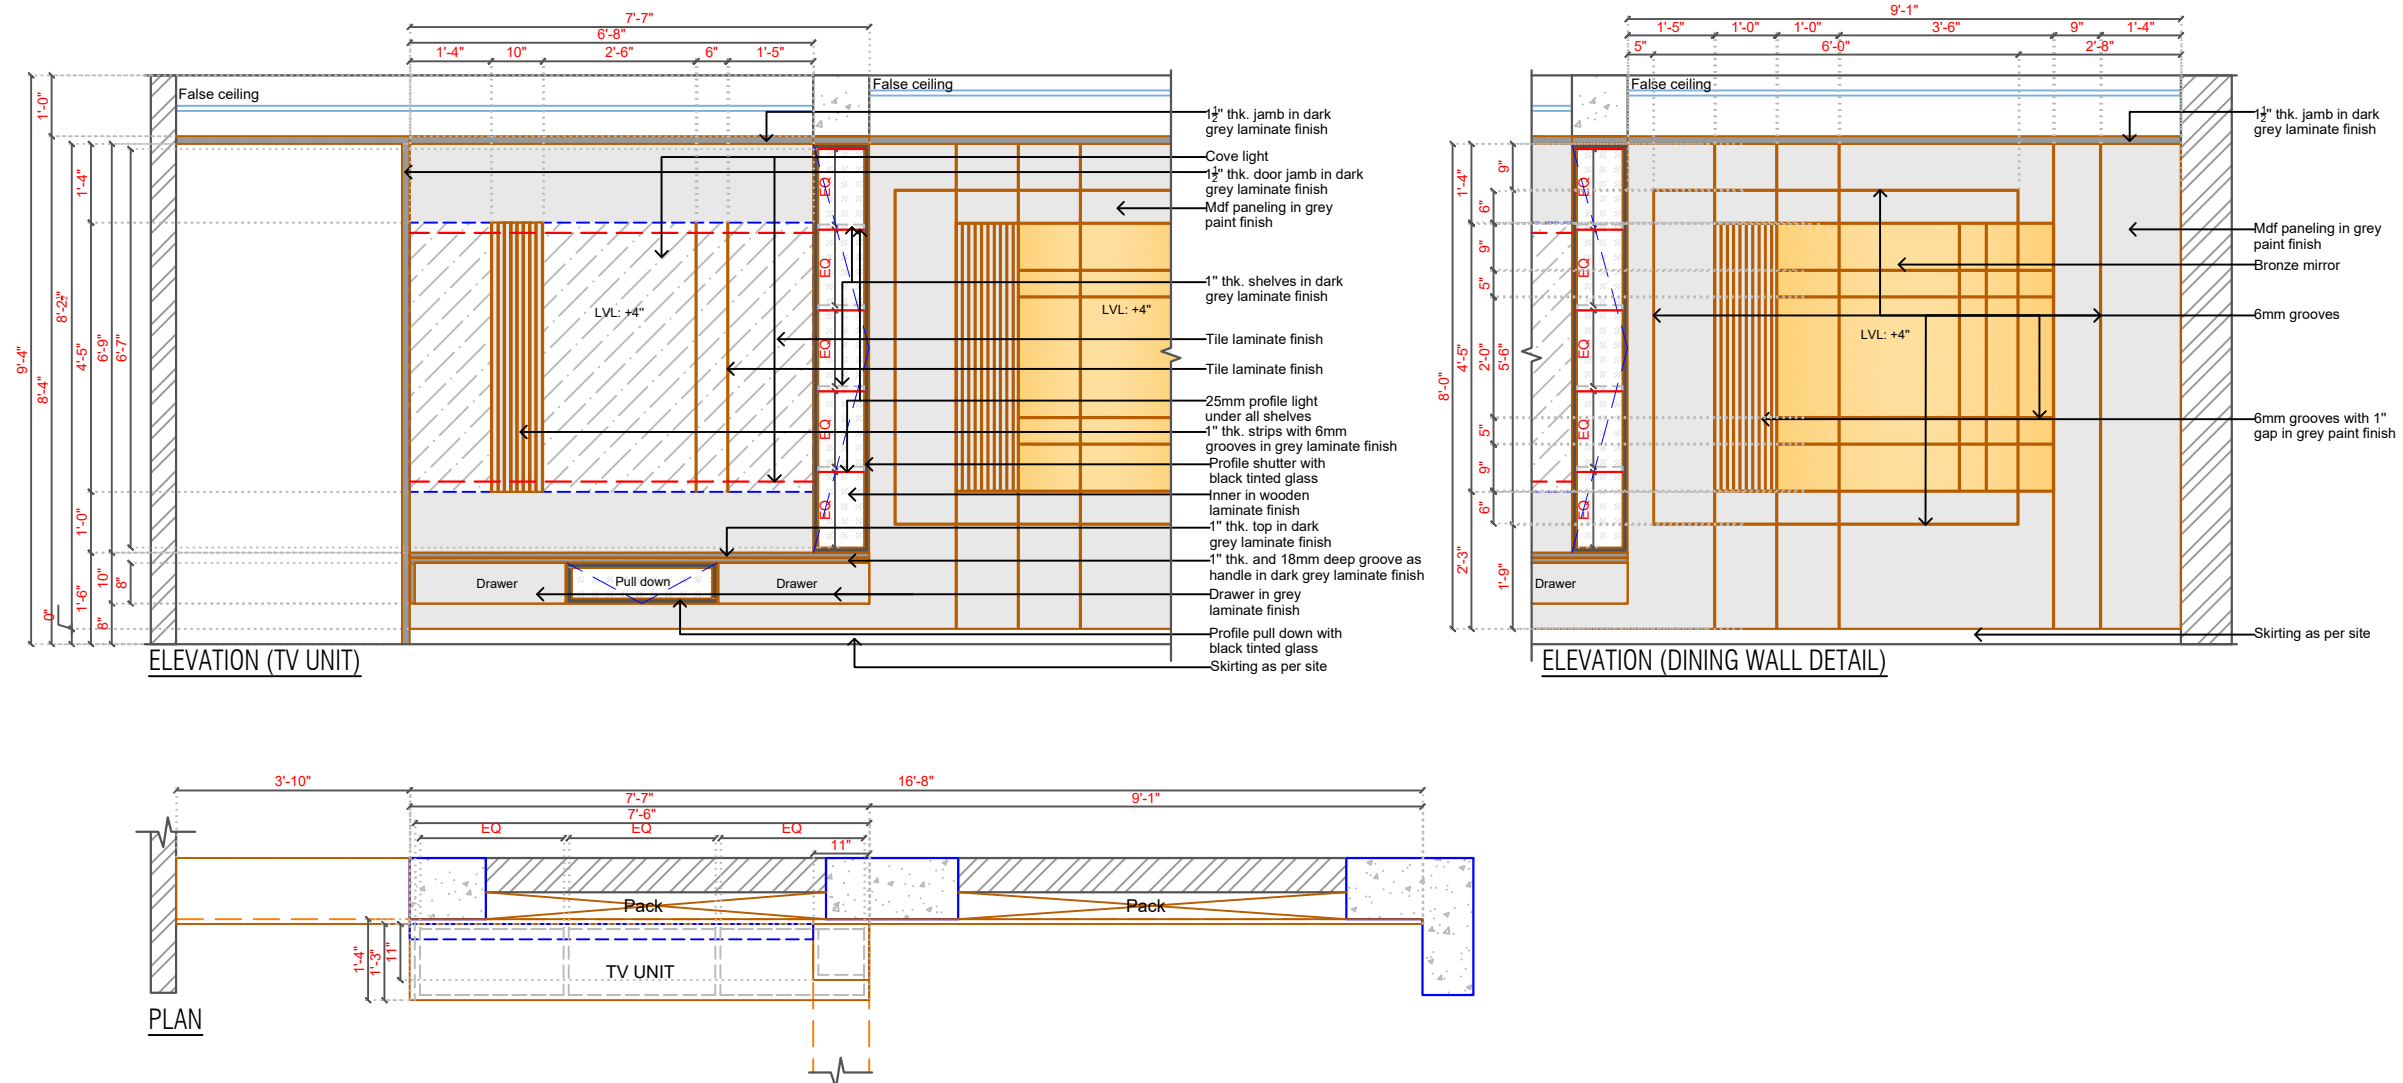 7'-7"
6'-8"
1'-4" 10" 2'-6" 6" 1'-5"
False ceiling
False ceiling
9'-4"
1'-0"
8'-4"
8'-2½"
0"
1'-4"
4'-5"
1'-0"
1'-6"
6'-9"
10"
8"
6'-7"
8"
EQ
EQ
EQ
EQ
EQ
LVL: +4"
LVL: +4"
Drawer
Pull down
Drawer
1½" thk. jamb in dark
grey laminate finish
Cove light
1½" thk. door jamb in dark
grey laminate finish
Mdf paneling in grey
paint finish
1" thk. shelves in dark
grey laminate finish
Tile laminate finish
Tile laminate finish
25mm profile light
under all shelves
1" thk. strips with 6mm
grooves in grey laminate finish
Profile shutter with
black tinted glass
Inner in wooden
laminate finish
1" thk. top in dark
grey laminate finish
1" thk. and 18mm deep groove as
handle in dark grey laminate finish
Drawer in grey
laminate finish
Profile pull down with
black tinted glass
Skirting as per site
ELEVATION (TV UNIT)
9'-1"
1'-5" 1'-0" 1'-0" 3'-6" 9" 1'-4"
5" 6'-0" 2'-8"
False ceiling
8'-0"
1'-4"
4'-5"
2'-3"
6"
9"
5"
2'-0"
5"
9"
6"
9"
5'-6"
1'-9"
EQ
EQ
EQ
EQ
EQ
LVL: +4"
Drawer
1½" thk. jamb in dark
grey laminate finish
Mdf paneling in grey
paint finish
Bronze mirror
6mm grooves
6mm grooves with 1"
gap in grey paint finish
Skirting as per site
ELEVATION (DINING WALL DETAIL)
3'-10" 16'-8"
7'-7" 9'-1"
7'-6"
EQ EQ EQ
11"
Pack
Pack
1'-4"
1'-3"
11"
TV UNIT
PLAN